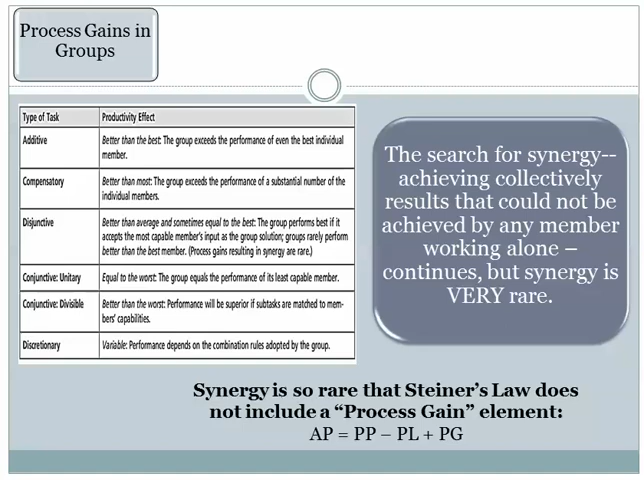 Process Gains in
Groups
Type of Task Productivity Effect
Additive Better than the best: The group exceeds the performance of even the best individual
member.
Compensatory Better than most: The group exceeds the performance of a substantial number of the
individual members.
Disjunctive Better than average and sometimes equal to the best: The group performs best if it
accepts the most capable member's input as the group solution; groups rarely perform
better than the best member. (Process gains resulting in synergy are rare.)
Conjunctive: Unitary Equal to the worst: The group equals the performance of its least capable member.
Conjunctive: Divisible Better than the worst: Performance will be superior if subtasks are matched to mem-
bers' capabilities.
Discretionary Variable: Performance depends on the combination rules adopted by the group.
The search for synergy--
achieving collectively
results that could not be
achieved by any member
working alone –
continues, but synergy is
VERY rare.
Synergy is so rare that Steiner's Law does
not include a “Process Gain” element:
AP = PP – PL + PG